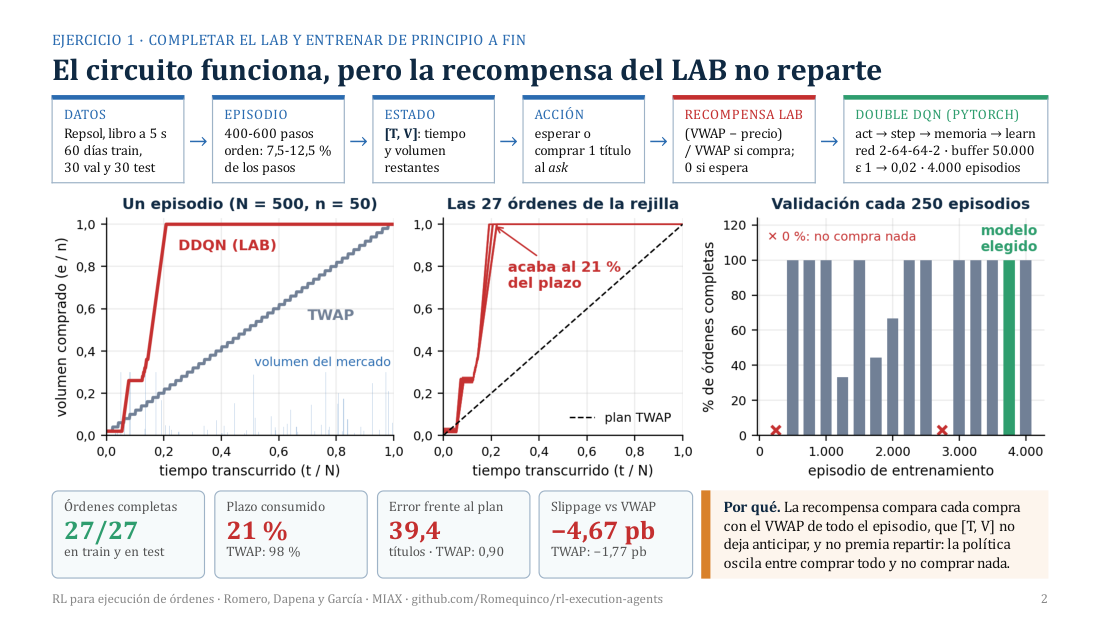 EJERCICIO 1 · COMPLETAR EL LAB Y ENTRENAR DE PRINCIPIO A FIN
El circuito funciona, pero la recompensa del LAB no reparte
DATOS
Repsol, libro a 5 s
60 días train,
30 val y 30 test
→
EPISODIO
400-600 pasos
orden: 7,5-12,5 %
de los pasos
→
ESTADO
[T, V]: tiempo
y volumen
restantes
→
ACCIÓN
esperar o
comprar 1 título
al ask
→
RECOMPENSA LAB
(VWAP − precio)
/ VWAP si compra;
0 si espera
→
DOUBLE DQN (PYTORCH)
act → step → memoria → learn
red 2-64-64-2 · buffer 50.000
ε 1 → 0,02 · 4.000 episodios
Un episodio (N = 500, n = 50)
volumen comprado (e / n)
1,0
0,8
0,6
0,4
0,2
0,0
DDQN (LAB)
TWAP
volumen del mercado
0,0 0,2 0,4 0,6 0,8 1,0
tiempo transcurrido (t / N)
Las 27 órdenes de la rejilla
1,0
0,8
0,6
0,4
0,2
0,0
acaba al 21 %
del plazo
plan TWAP
0,0 0,2 0,4 0,6 0,8 1,0
tiempo transcurrido (t / N)
Validación cada 250 episodios
% de órdenes completas
120
100
80
60
40
20
0
× 0 %: no compra nada
modelo
elegido
0 1.000 2.000 3.000 4.000
episodio de entrenamiento
Órdenes completas
27/27
en train y en test
Plazo consumido
21 %
TWAP: 98 %
Error frente al plan
39,4
títulos · TWAP: 0,90
Slippage vs VWAP
−4,67 pb
TWAP: −1,77 pb
Por qué. La recompensa compara cada compra
con el VWAP de todo el episodio, que [T, V] no
deja anticipar, y no premia repartir: la política
oscila entre comprar todo y no comprar nada.
RL para ejecución de órdenes · Romero, Dapena y García · MIAX · github.com/Romequinco/rl-execution-agents
2